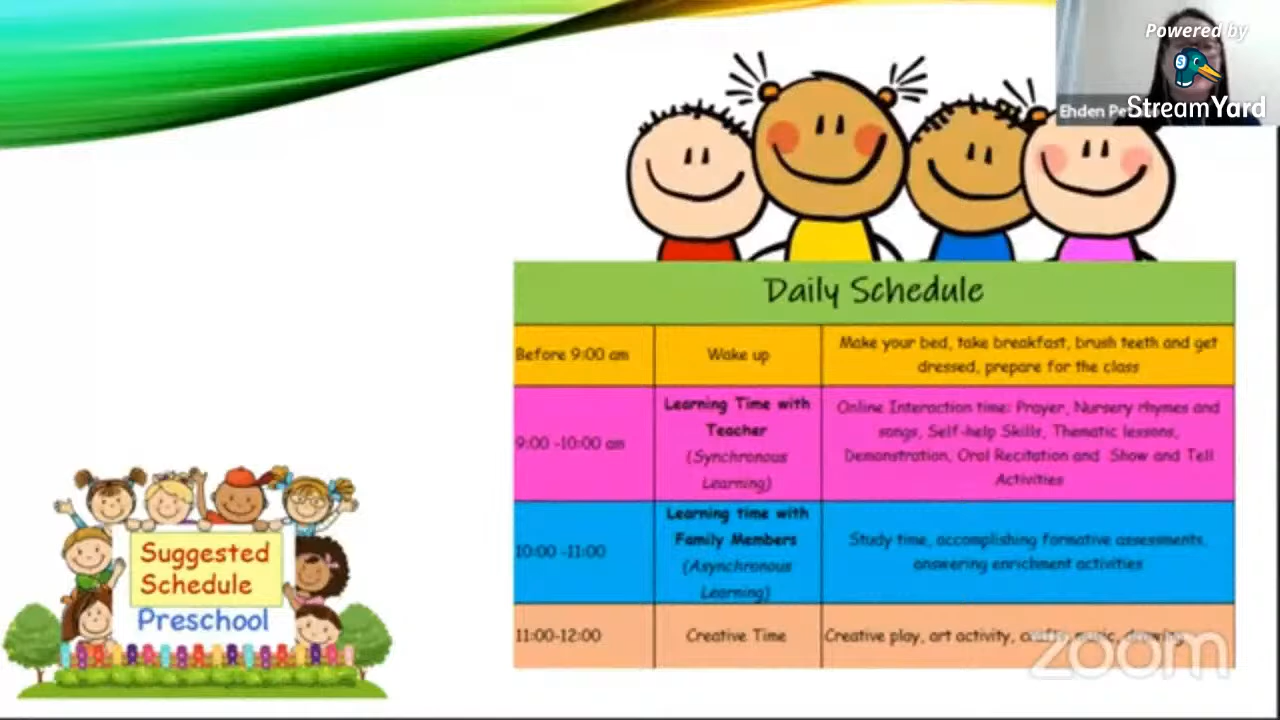 Powered by
StreamYard
Ehden
Daily Schedule
Before 9:00 am
Wake up
Make your bed, take breakfast, brush teeth and get
dressed, prepare for the class
9:00 -10:00 am
Learning Time with
Teacher
(Synchronous
Learning)
Online Interaction time: Prayer, Nursery rhymes and
songs, Self-help Skills, Thematic lessons,
Demonstration, Oral Recitation and Show and Tell
Activities
10:00 -11:00
Learning time with
Family Members
(Asynchronous
Learning)
Study time, accomplishing formative assessments,
answering enrichment activities
11:00-12:00
Creative Time
Creative play, art activity, crafts, music, drawing
zoom
Suggested
Schedule
Preschool